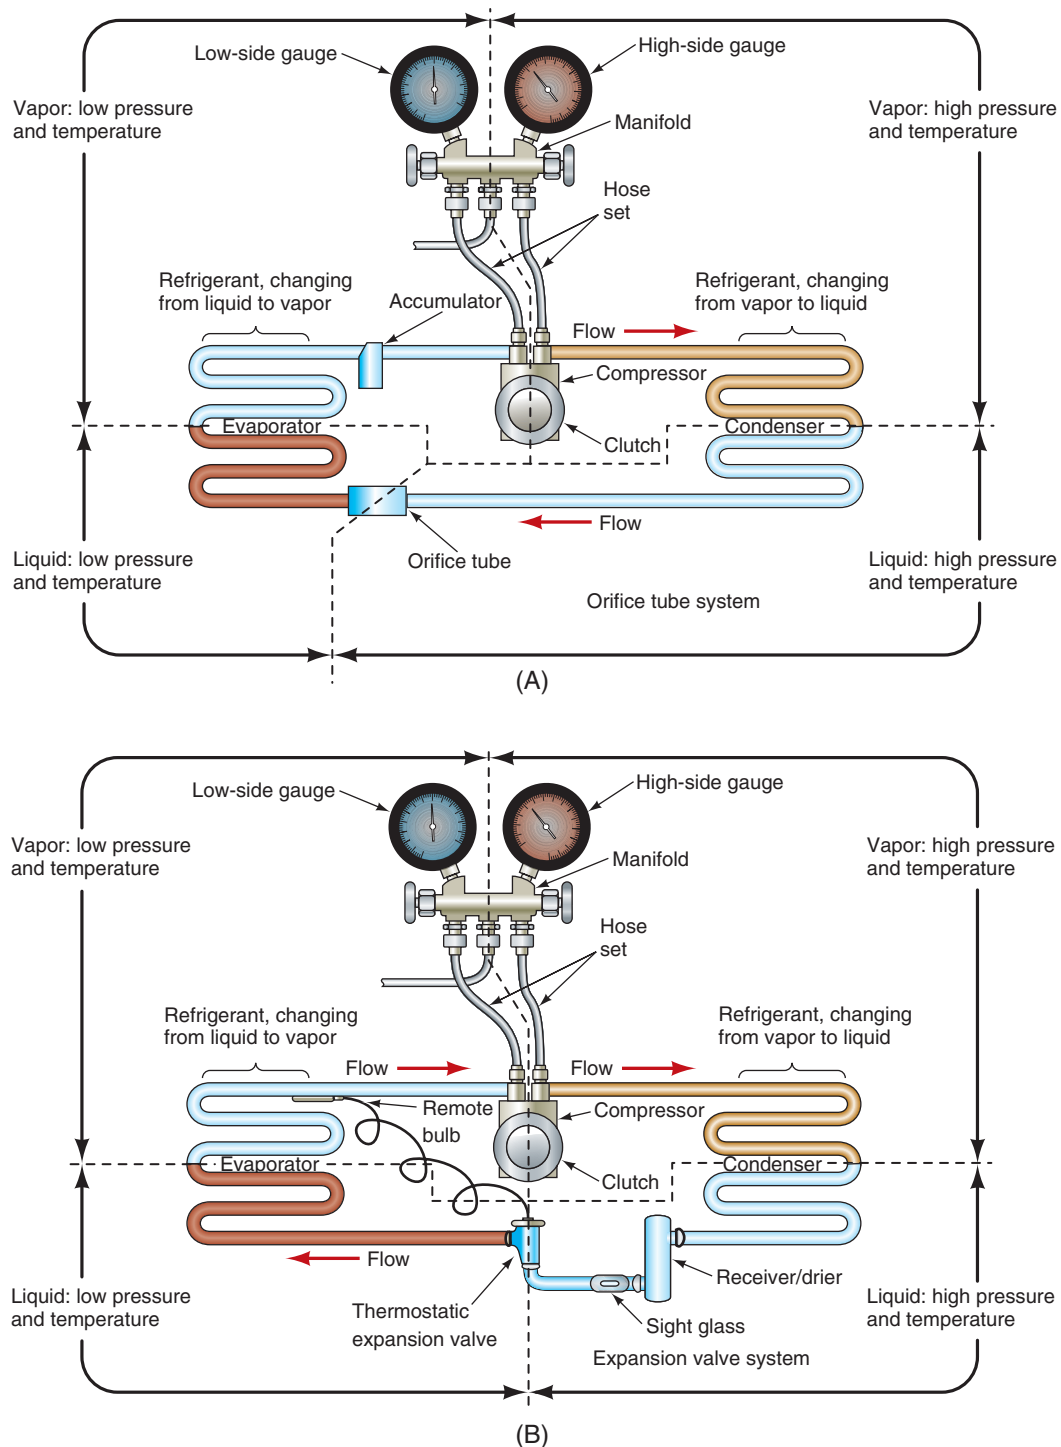 Low-side gauge
High-side gauge
Vapor: low pressure
and temperature
Vapor: high pressure
and temperature
Manifold
Hose
set
Refrigerant, changing
from liquid to vapor
Accumulator
Refrigerant, changing
from vapor to liquid
Flow
Compressor
Evaporator
Condenser
Clutch
Flow
Orifice tube
Liquid: low pressure
and temperature
Liquid: high pressure
and temperature
Orifice tube system
(A)
Low-side gauge
High-side gauge
Vapor: low pressure
and temperature
Vapor: high pressure
and temperature
Manifold
Hose
set
Refrigerant, changing
from liquid to vapor
Refrigerant, changing
from vapor to liquid
Flow
Flow
Remote
bulb
Compressor
Evaporator
Condenser
Clutch
Flow
Receiver/drier
Liquid: low pressure
and temperature
Liquid: high pressure
and temperature
Thermostatic
expansion valve
Sight glass
Expansion valve system
(B)